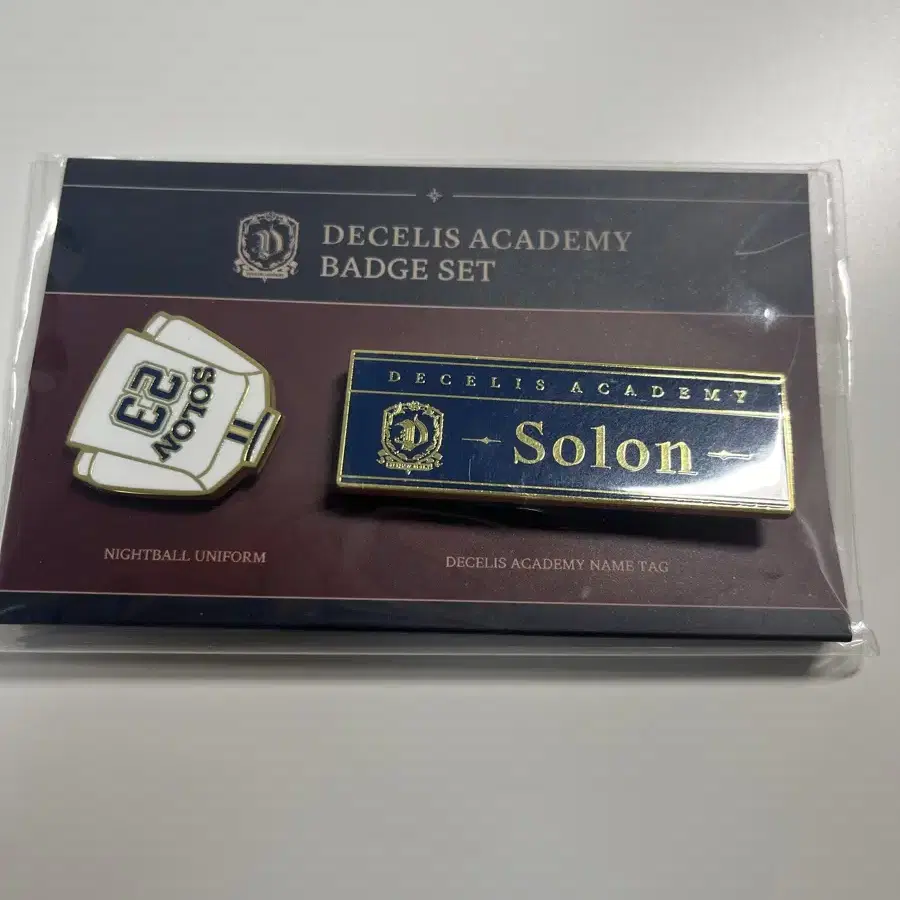 DECELIS ACADEMY
BADGE SET
SOLON
23
DECELIS ACADEMY
D
Solon
NIGHTBALL UNIFORM
DECELIS ACADEMY NAME TAG